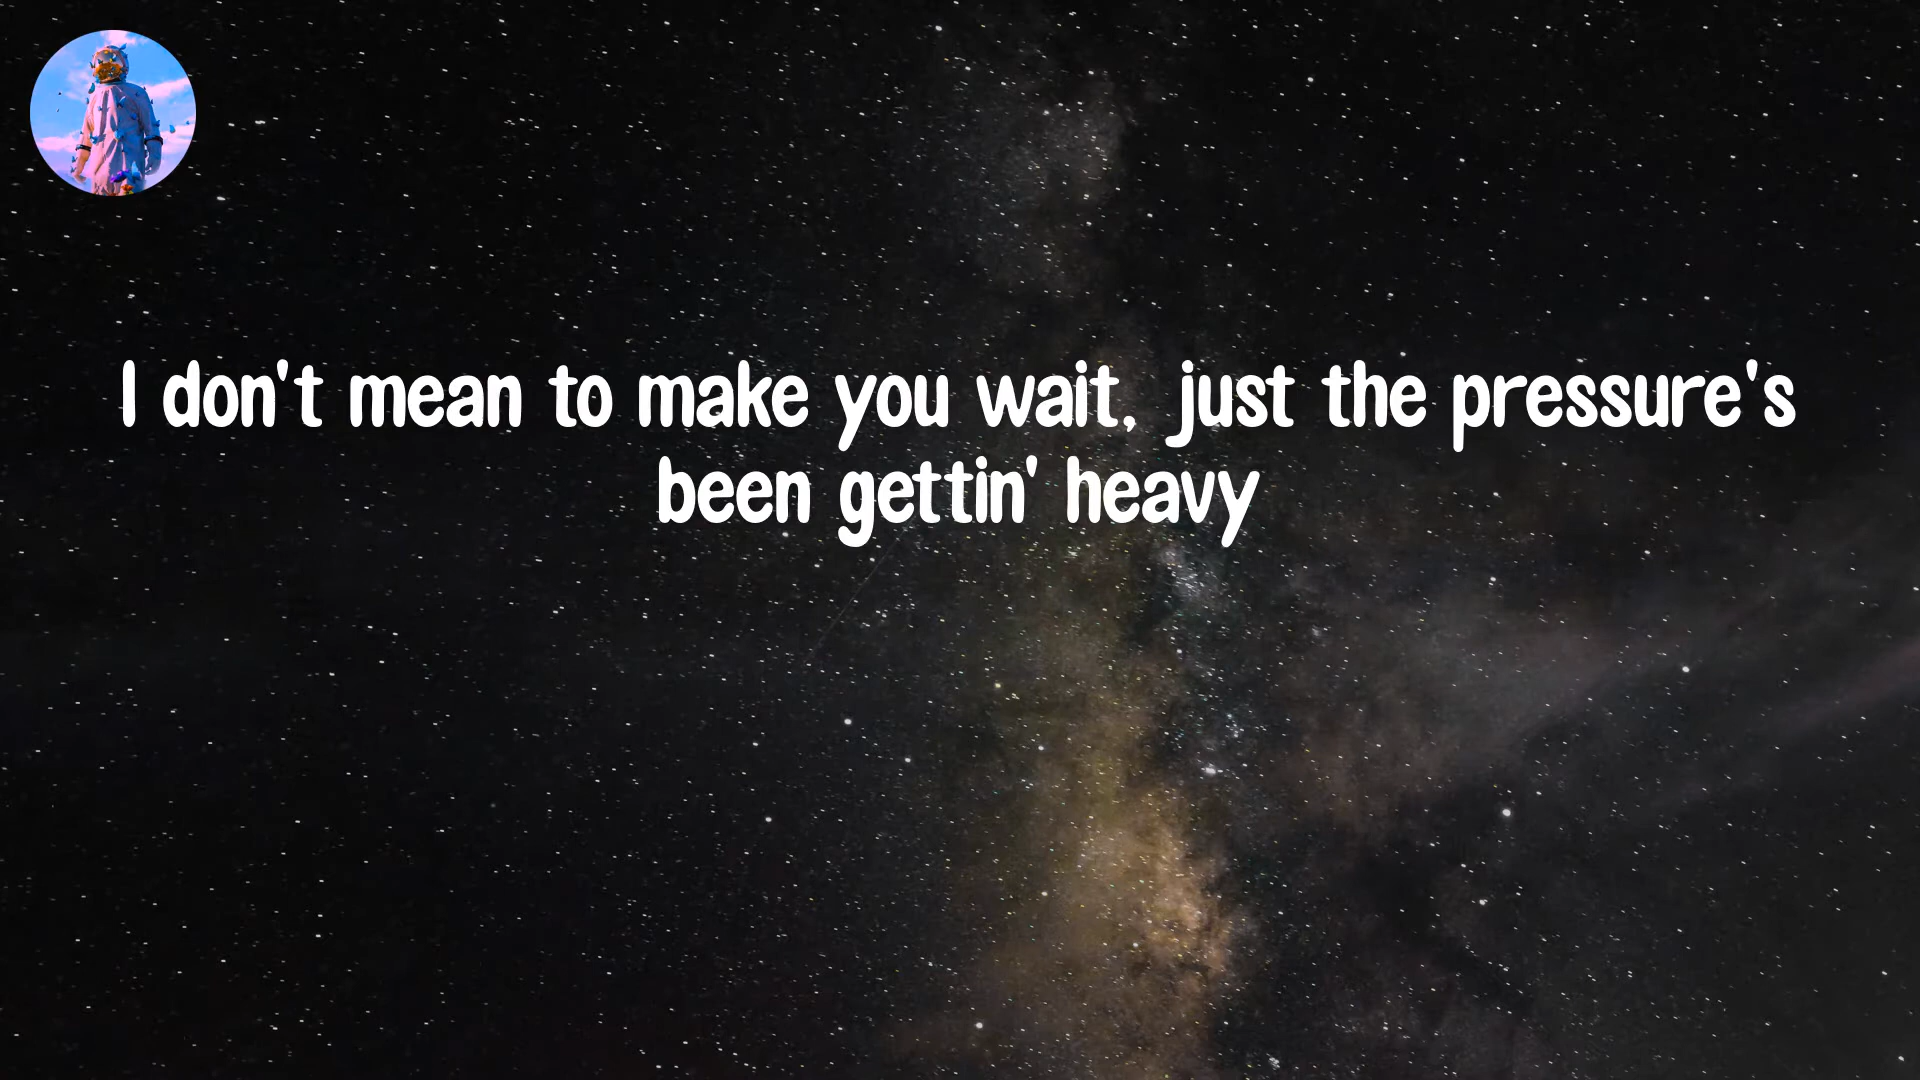 I don't mean to make you wait, just the pressure's
been gettin' heavy